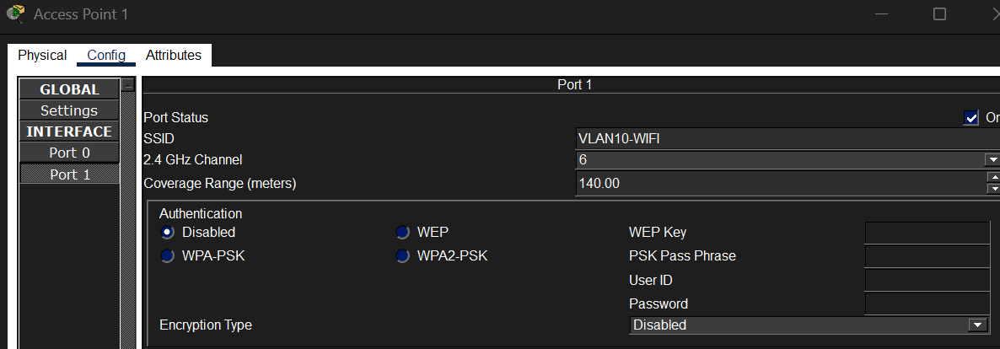 Access Point 1
Physical Config Attributes
GLOBAL
Settings
INTERFACE
Port 0
Port 1
Port 1
Port Status On
SSID VLAN10-WIFI
2.4 GHz Channel 6
Coverage Range (meters) 140.00
Authentication
Disabled WEP WEP Key
WPA-PSK WPA2-PSK PSK Pass Phrase
User ID
Password
Encryption Type Disabled